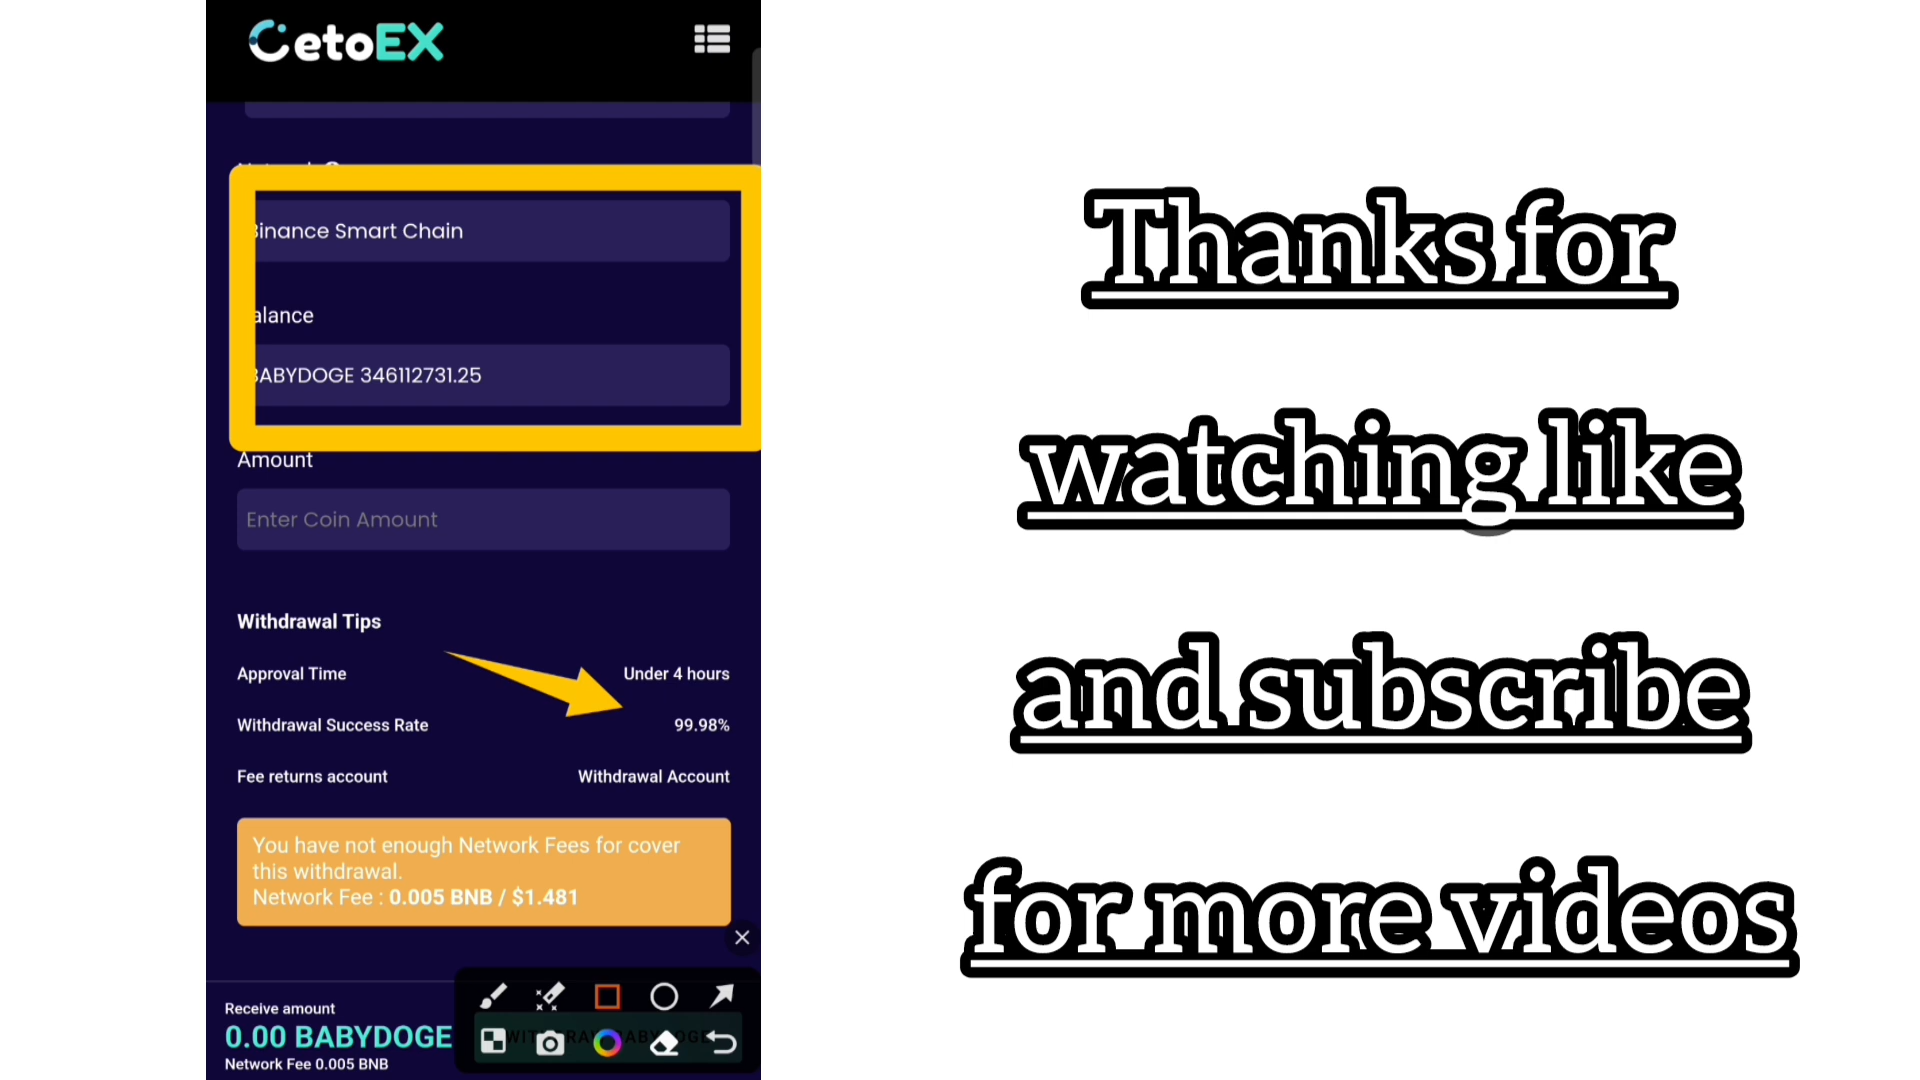 CetoEX
Binance Smart Chain
Balance
BABYDOGE 346112731.25
Amount
Enter Coin Amount
Withdrawal Tips
Approval Time Under 4 hours
Withdrawal Success Rate 99.98%
Fee returns account Withdrawal Account
You have not enough Network Fees for cover
this withdrawal.
Network Fee : 0.005 BNB / $1.481
Receive amount
0.00 BABYDOGE
Network Fee 0.005 BNB
Thanks for
watching like
and subscribe
for more videos